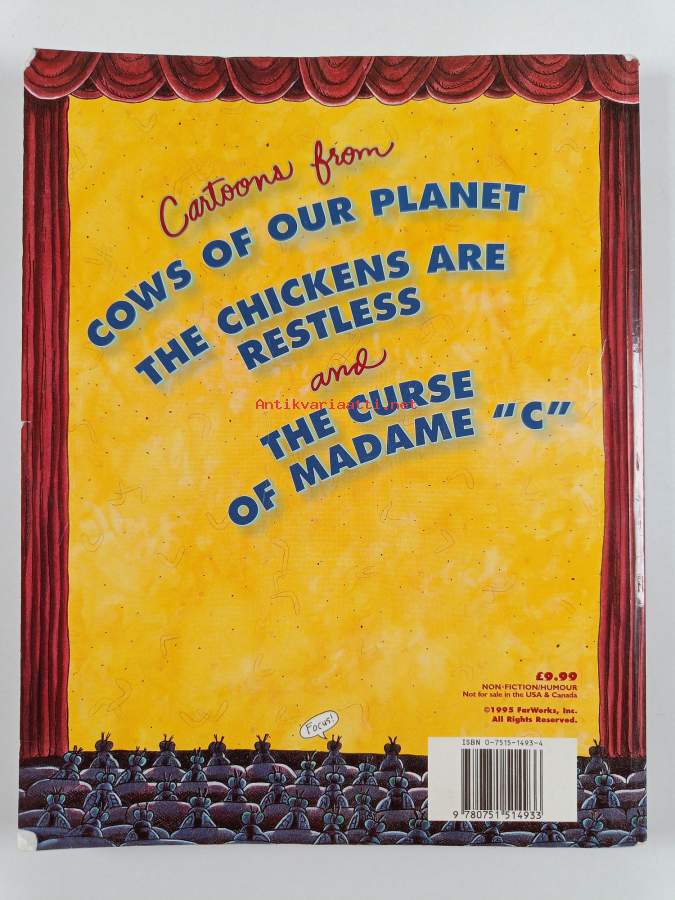 Cartoons from
COWS OF OUR PLANET
THE CHICKENS ARE
RESTLESS
and
Antikvariaatti.net
THE CURSE
OF MADAME "C"
£9.99
NON-FICTION/HUMOUR
Not for sale in the USA & Canada
©1995 FarWorks, Inc.
All Rights Reserved.
Focus!
ISBN 0-7515-1493-4
9 780751 514933